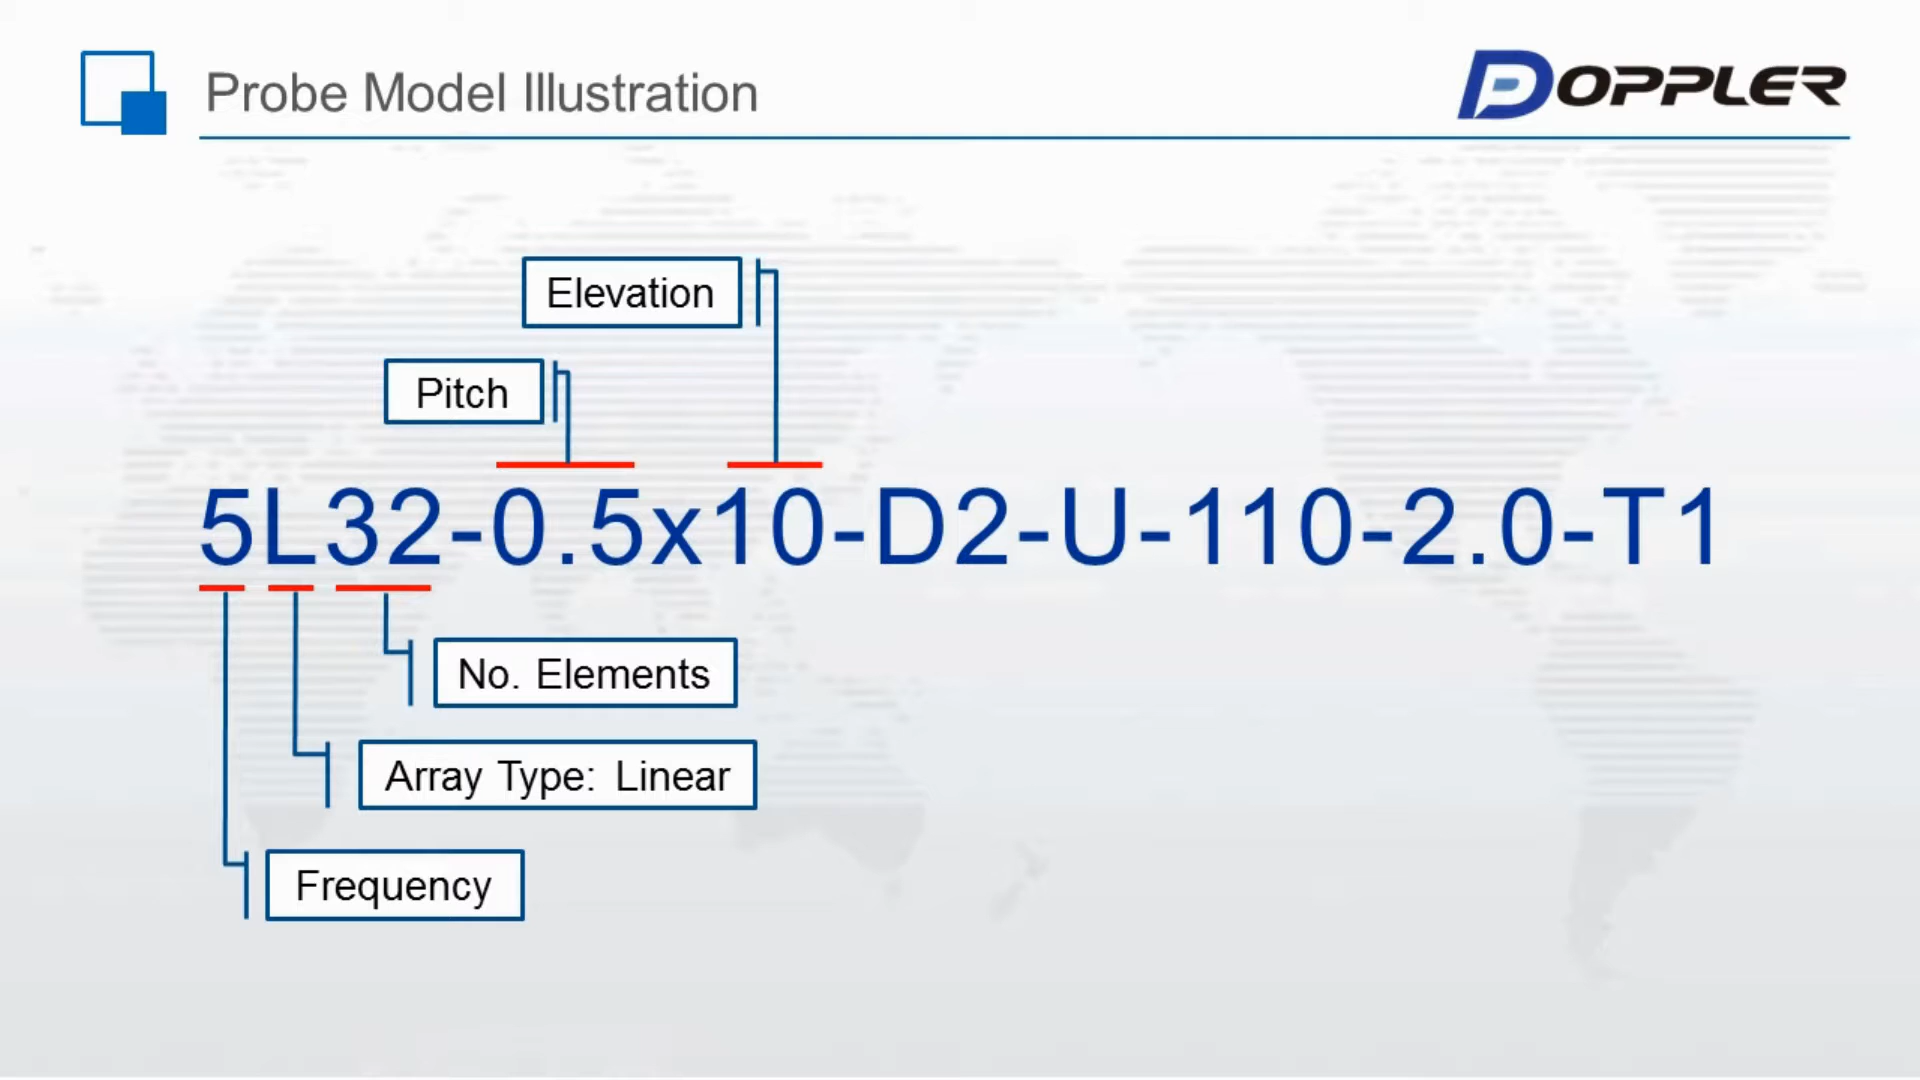 Probe Model Illustration
DOPPLER
Elevation
Pitch
5L32-0.5x10-D2-U-110-2.0-T1
No. Elements
Array Type: Linear
Frequency